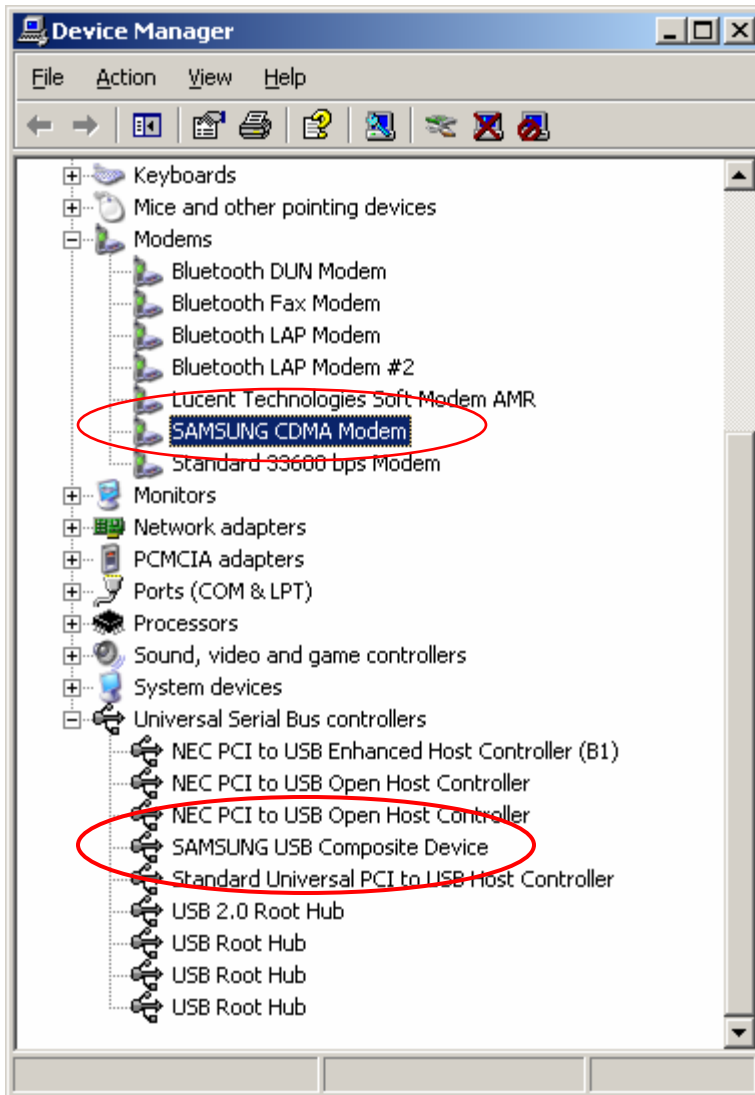 Device Manager
File Action View Help
Keyboards
Mice and other pointing devices
Modems
Bluetooth DUN Modem
Bluetooth Fax Modem
Bluetooth LAP Modem
Bluetooth LAP Modem #2
Lucent Technologies Soft Modem AMR
SAMSUNG CDMA Modem
Standard 33600 bps Modem
Monitors
Network adapters
PCMCIA adapters
Ports (COM & LPT)
Processors
Sound, video and game controllers
System devices
Universal Serial Bus controllers
NEC PCI to USB Enhanced Host Controller (B1)
NEC PCI to USB Open Host Controller
NEC PCI to USB Open Host Controller
SAMSUNG USB Composite Device
Standard Universal PCI to USB Host Controller
USB 2.0 Root Hub
USB Root Hub
USB Root Hub
USB Root Hub